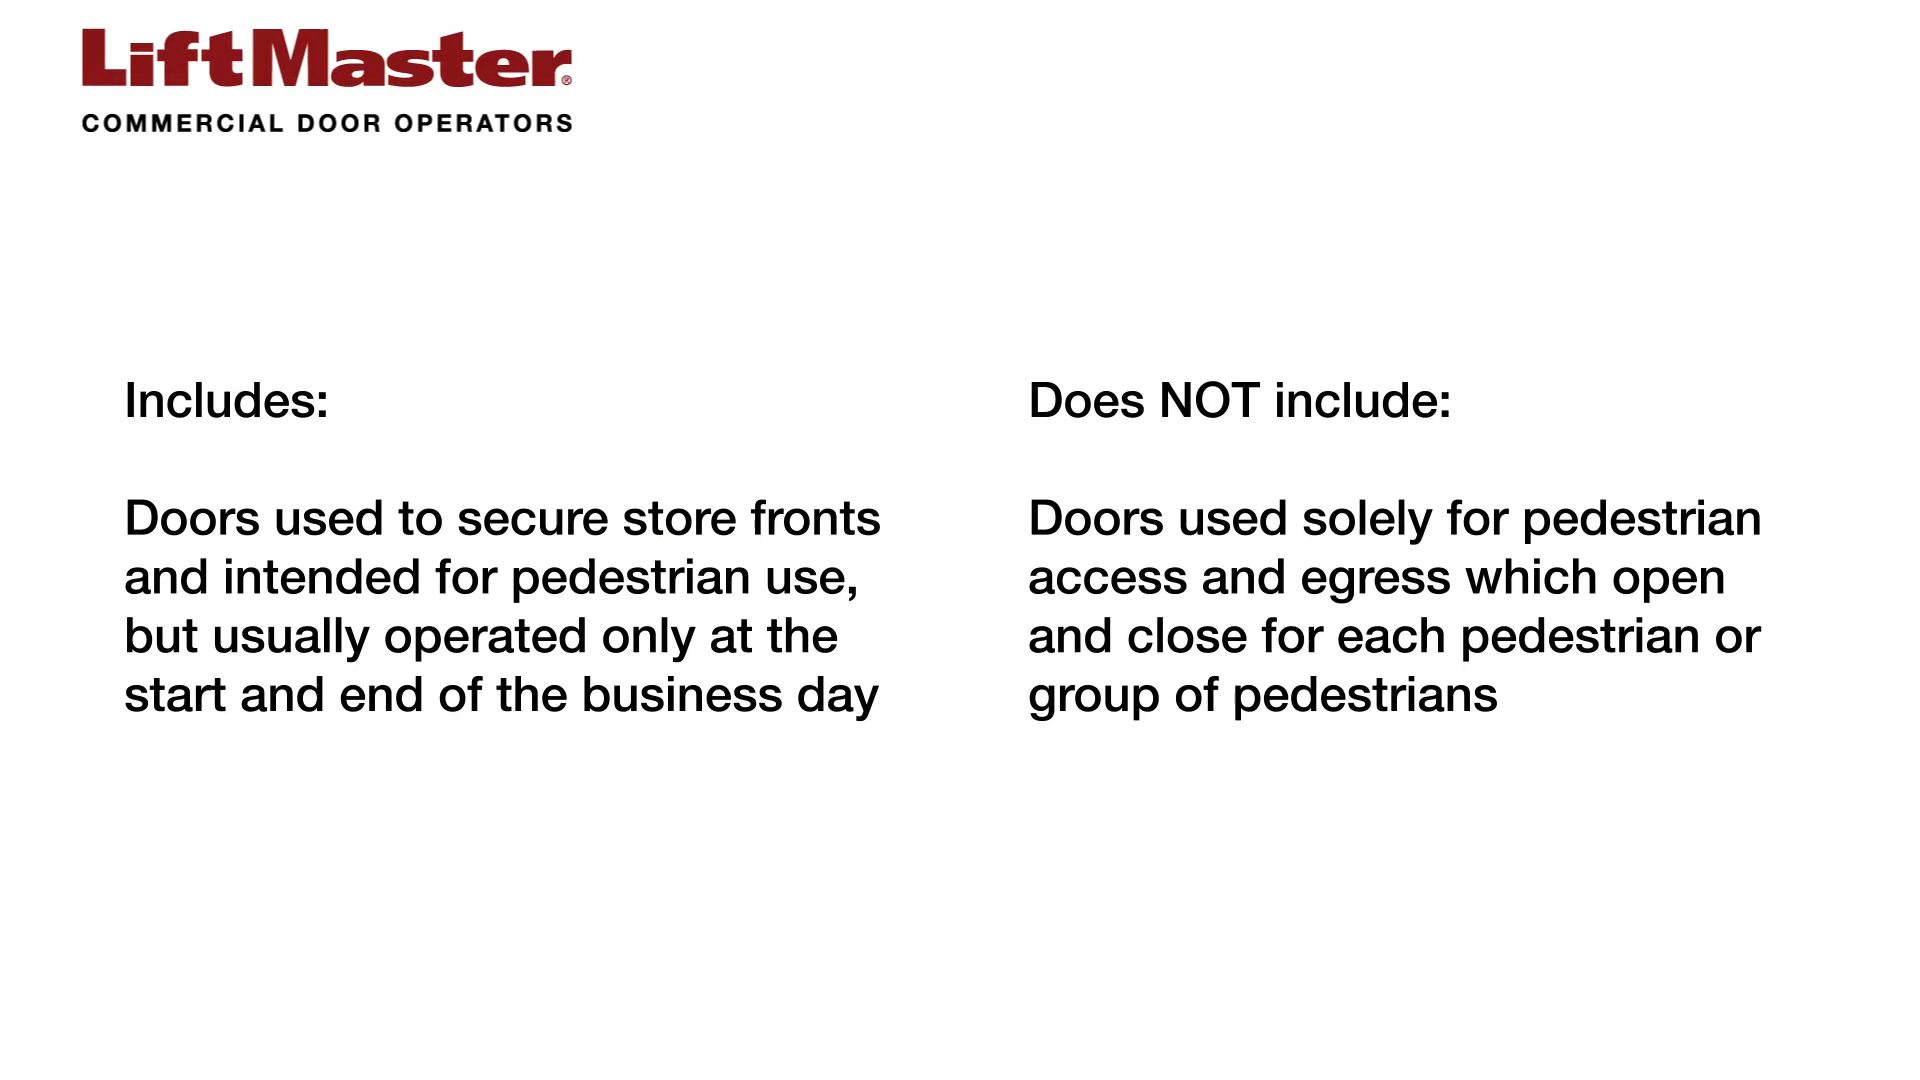 LiftMaster®
COMMERCIAL DOOR OPERATORS
Includes:
Doors used to secure store fronts
and intended for pedestrian use,
but usually operated only at the
start and end of the business day
Does NOT include:
Doors used solely for pedestrian
access and egress which open
and close for each pedestrian or
group of pedestrians